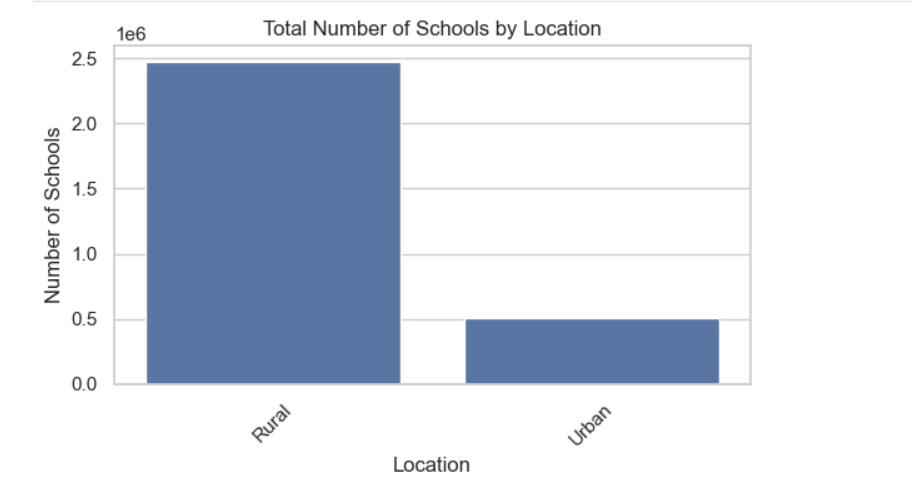 Total Number of Schools by Location
1e6
2.5
2.0
1.5
1.0
0.5
0.0
Number of Schools
Rural
Urban
Location